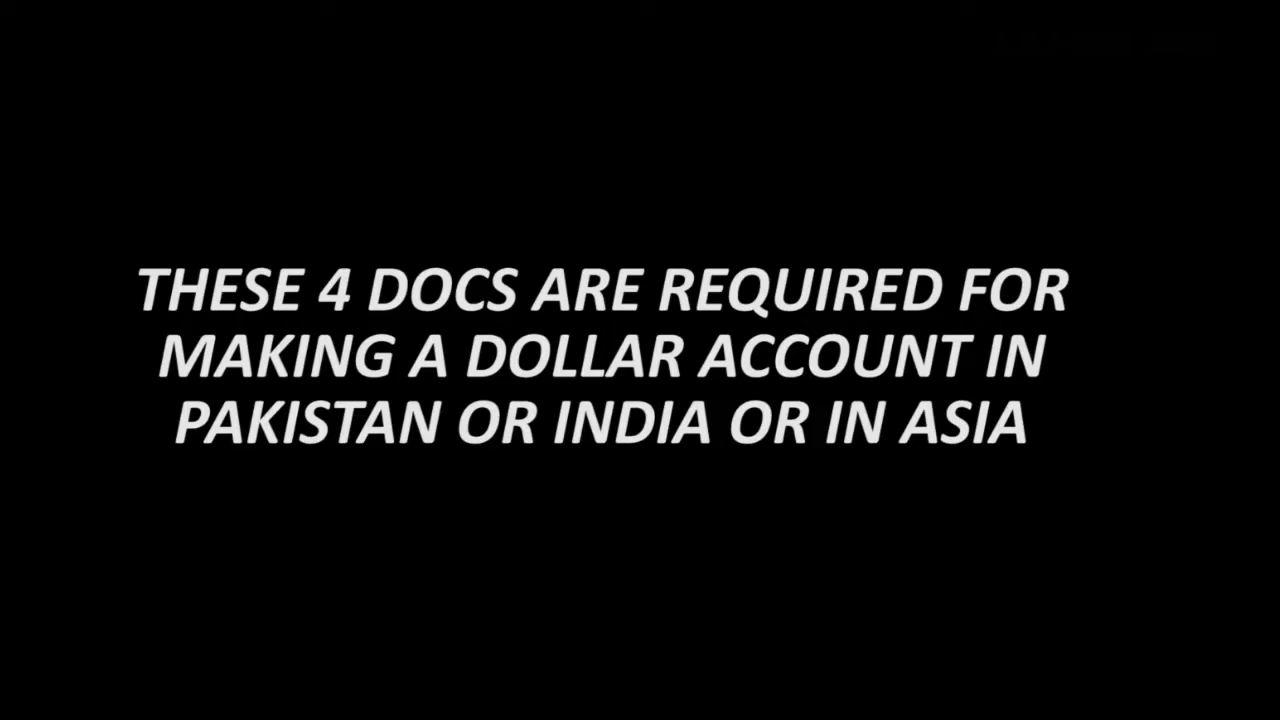 THESE 4 DOCS ARE REQUIRED FOR
MAKING A DOLLAR ACCOUNT IN
PAKISTAN OR INDIA OR IN ASIA